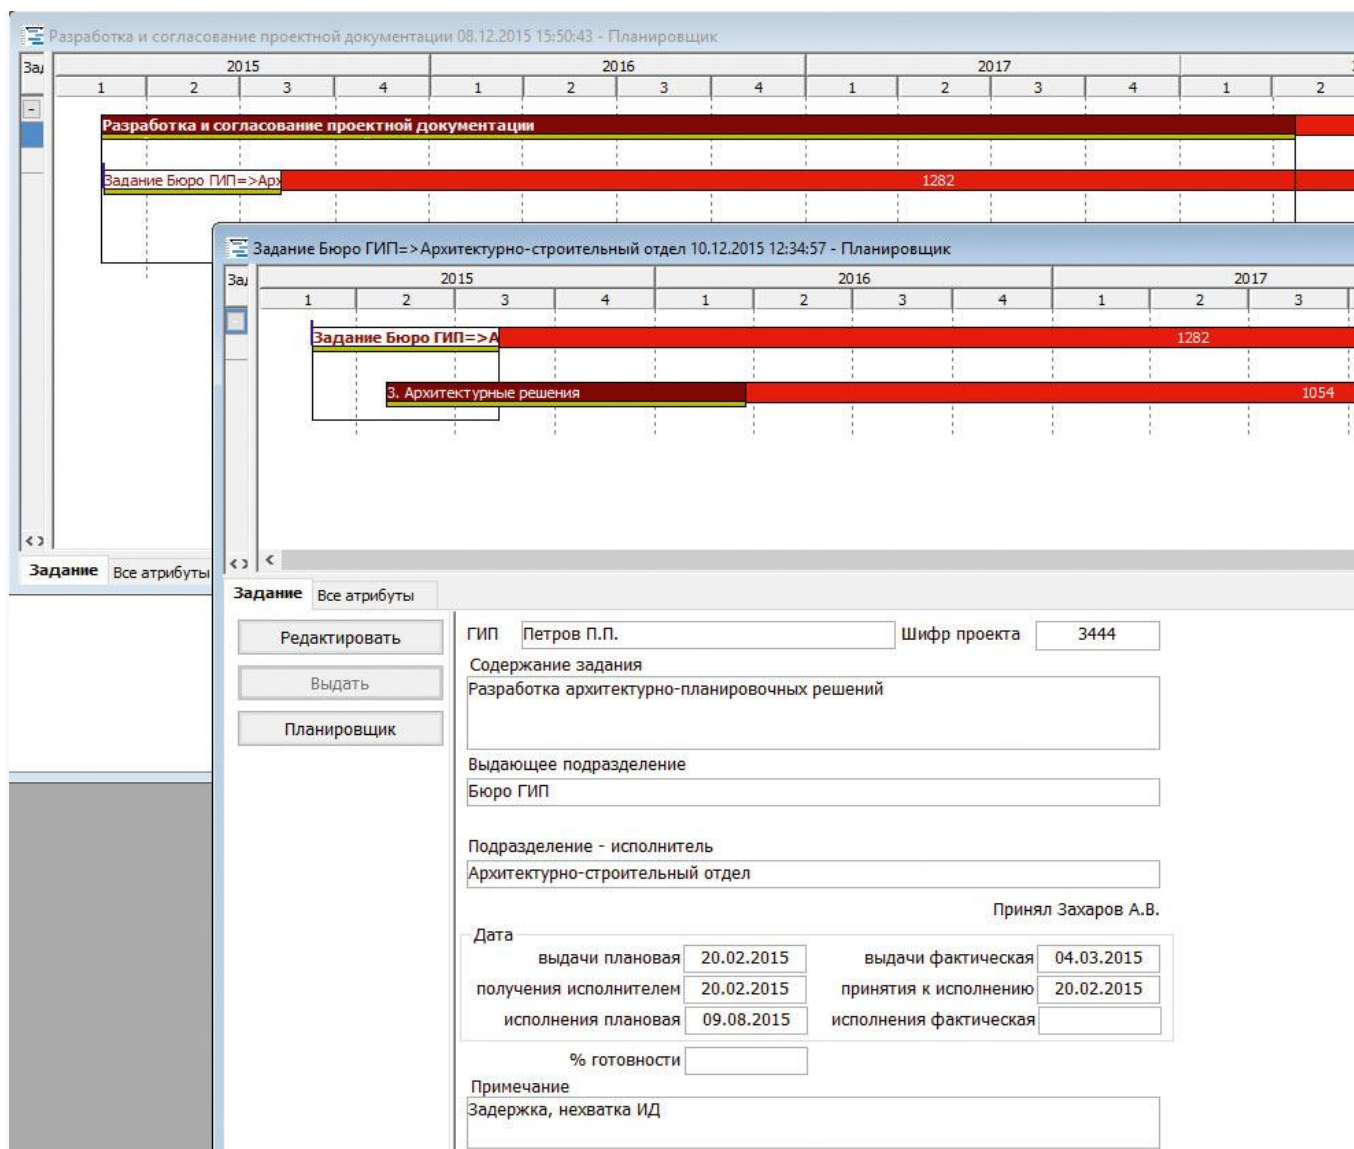 Разработка и согласование проектной документации 08.12.2015 15:50:43 - Планировщик
Зад
2015 2016 2017
1 2 3 4 1 2 3 4 1 2 3 4 1 2
-
Разработка и согласование проектной документации
Задание Бюро ГИП=>Арх 1282
Задание Бюро ГИП=>Архитектурно-строительный отдел 10.12.2015 12:34:57 - Планировщик
Зад
2015 2016 2017
1 2 3 4 1 2 3 4 1 2 3
-
Задание Бюро ГИП=>А 1282
3. Архитектурные решения 1054
Задание Все атрибуты
Задание Все атрибуты
Редактировать
Выдать
Планировщик
ГИП Петров П.П. Шифр проекта 3444
Содержание задания
Разработка архитектурно-планировочных решений
Выдающее подразделение
Бюро ГИП
Подразделение - исполнитель
Архитектурно-строительный отдел
Принял Захаров А.В.
Дата
выдачи плановая 20.02.2015 выдачи фактическая 04.03.2015
получения исполнителем 20.02.2015 принятия к исполнению 20.02.2015
исполнения плановая 09.08.2015 исполнения фактическая
% готовности
Примечание
Задержка, нехватка ИД